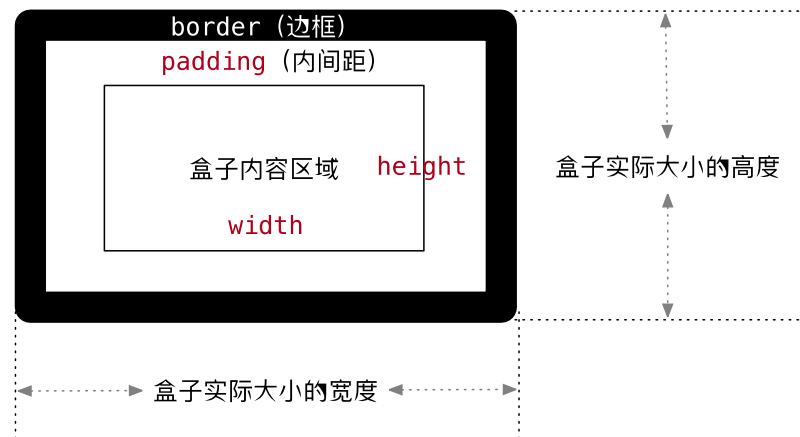 border（边框）
padding（内间距）
盒子内容区域
height
width
盒子实际大小的高度
盒子实际大小的宽度